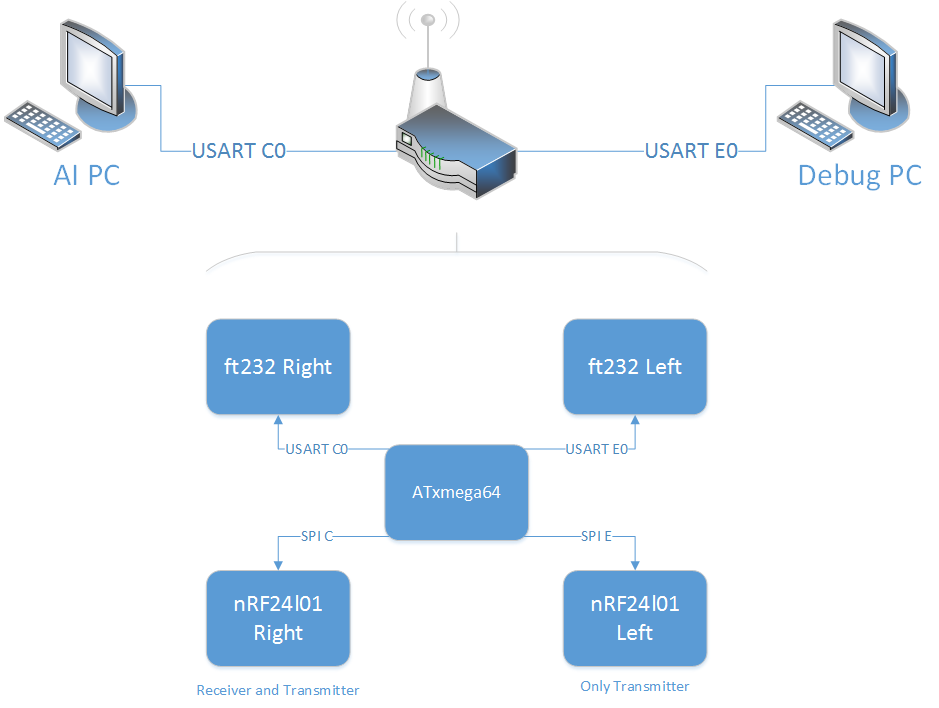 USART C0
USART E0
AI PC
Debug PC
ft232 Right
ft232 Left
USART C0
USART E0
ATxmega64
SPI C
SPI E
nRF24l01
Right
nRF24l01
Left
Receiver and Transmitter
Only Transmitter